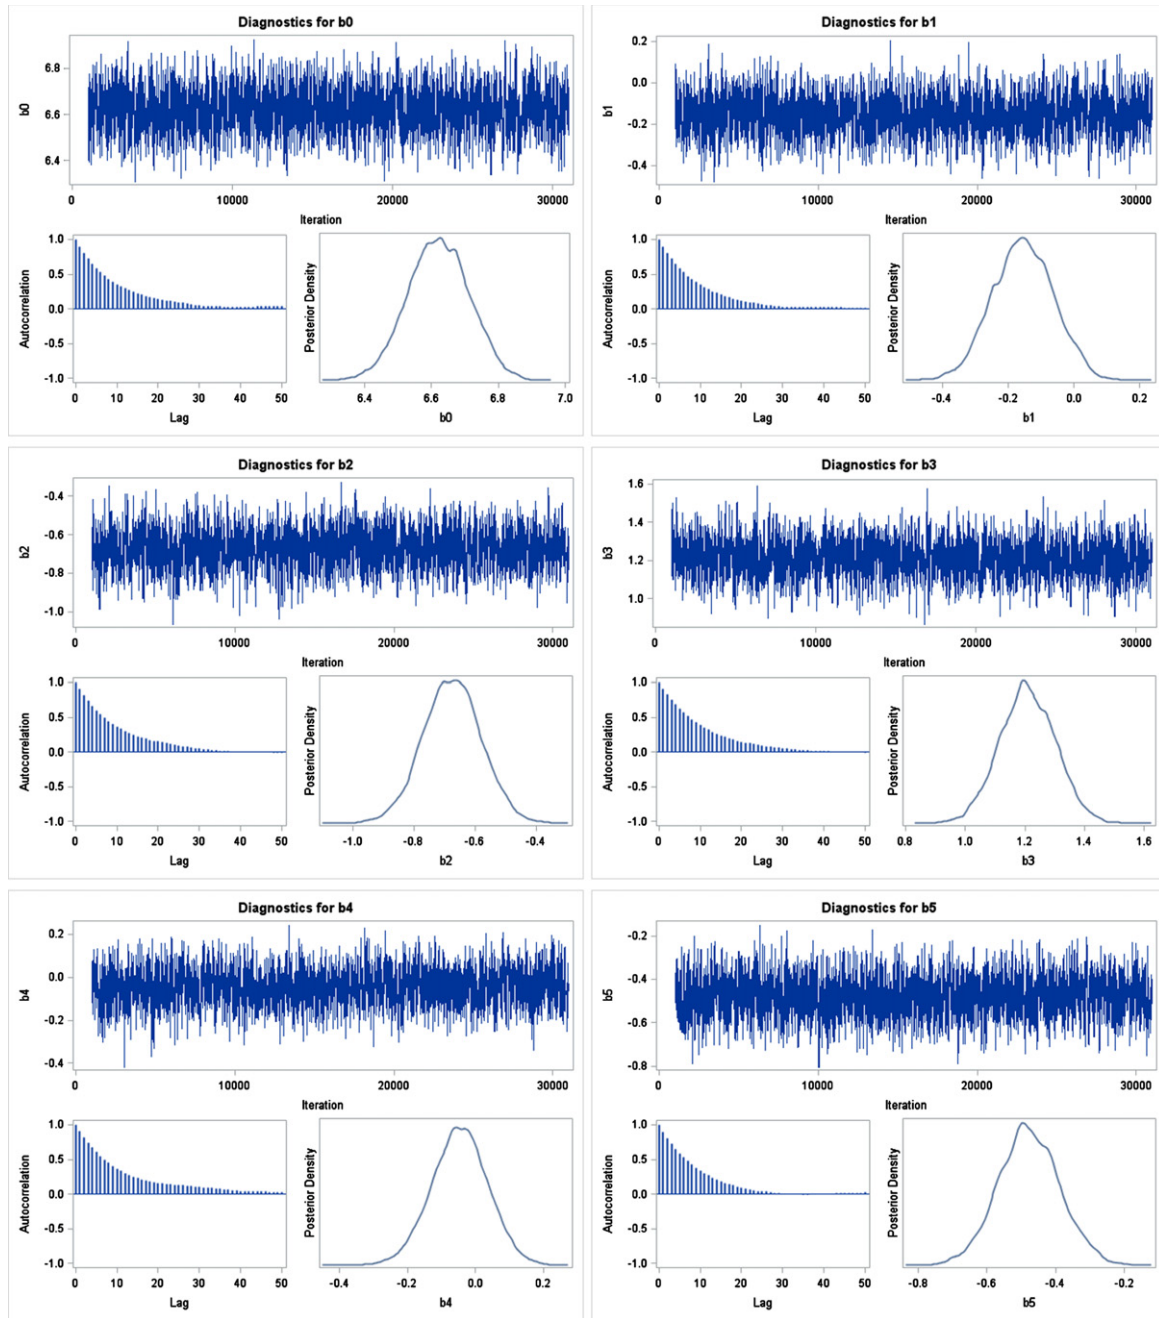 Diagnostics for b0
b0
6.8
6.6
6.4
0 10000 20000 30000
Iteration
Autocorrelation
1.0
0.5
0.0
-0.5
-1.0
0 10 20 30 40 50
Lag
Posterior Density
6.4 6.6 6.8 7.0
b0
Diagnostics for b1
b1
0.2
0.0
-0.2
-0.4
0 10000 20000 30000
Iteration
Autocorrelation
1.0
0.5
0.0
-0.5
-1.0
0 10 20 30 40 50
Lag
Posterior Density
-0.4 -0.2 0.0 0.2
b1
Diagnostics for b2
b2
-0.4
-0.6
-0.8
-1.0
0 10000 20000 30000
Iteration
Autocorrelation
1.0
0.5
0.0
-0.5
-1.0
0 10 20 30 40 50
Lag
Posterior Density
-1.0 -0.8 -0.6 -0.4
b2
Diagnostics for b3
b3
1.6
1.4
1.2
1.0
0 10000 20000 30000
Iteration
Autocorrelation
1.0
0.5
0.0
-0.5
-1.0
0 10 20 30 40 50
Lag
Posterior Density
0.8 1.0 1.2 1.4 1.6
b3
Diagnostics for b4
b4
0.2
0.0
-0.2
-0.4
0 10000 20000 30000
Iteration
Autocorrelation
1.0
0.5
0.0
-0.5
-1.0
0 10 20 30 40 50
Lag
Posterior Density
-0.4 -0.2 0.0 0.2
b4
Diagnostics for b5
b5
-0.2
-0.4
-0.6
-0.8
0 10000 20000 30000
Iteration
Autocorrelation
1.0
0.5
0.0
-0.5
-1.0
0 10 20 30 40 50
Lag
Posterior Density
-0.8 -0.6 -0.4 -0.2
b5